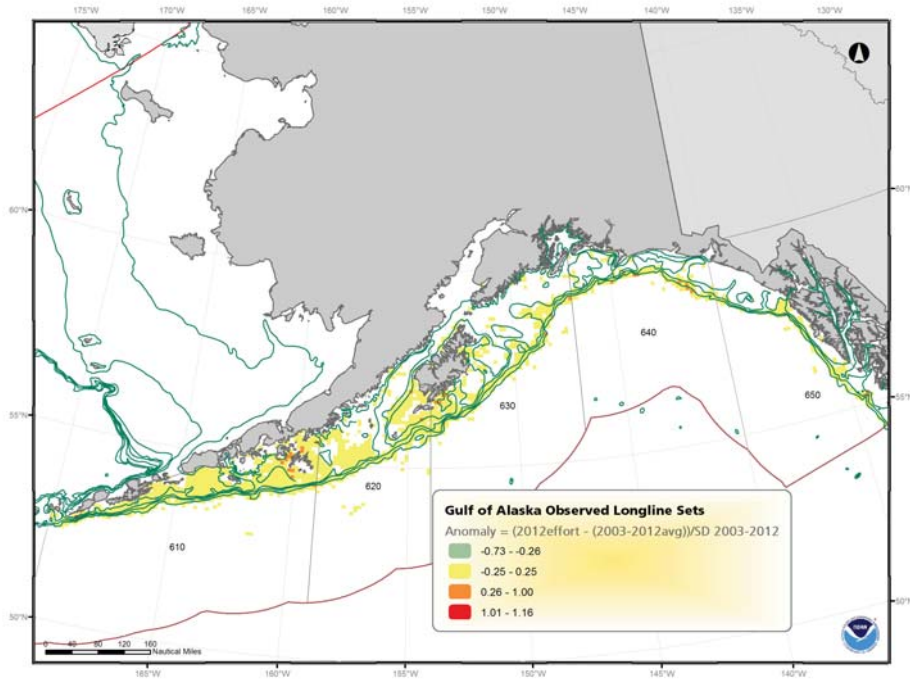 175°W 170°W 165°W 160°W 155°W 150°W 145°W 140°W 135°W 130°W
60°N
60°N
640
55°N
650
55°N
630
620
Gulf of Alaska Observed Longline Sets
Anomaly = (2012effort - (2003-2012avg))/SD 2003-2012
610
-0.73 - -0.26
-0.25 - 0.25
0.26 - 1.00
1.01 - 1.16
50°N
50°N
NOAA
0 40 80 120 160
Nautical Miles
165°W 160°W 155°W 150°W 145°W 140°W